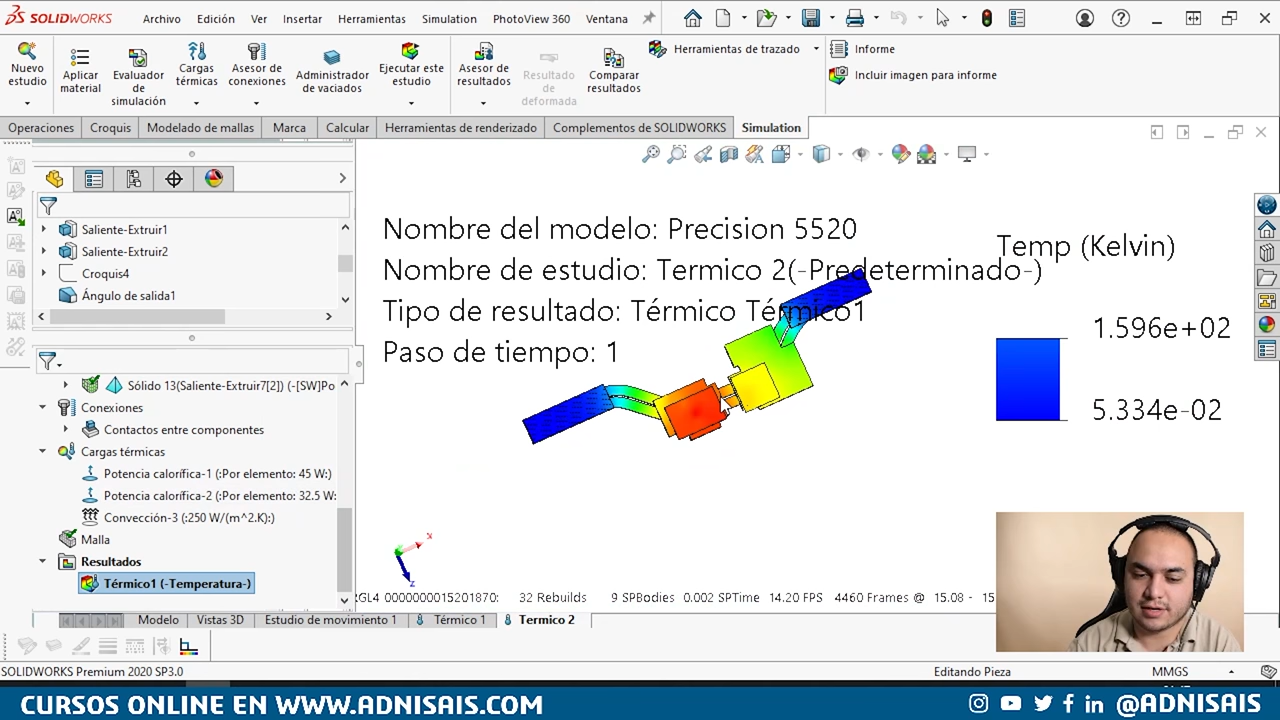 SOLIDWORKS
Archivo Edición Ver Insertar Herramientas Simulation PhotoView 360 Ventana
Nuevo estudio
Aplicar material
Evaluador de simulación
Cargas térmicas
Asesor de conexiones
Administrador de vaciados
Ejecutar este estudio
Asesor de resultados
Resultado de deformada
Comparar resultados
Herramientas de trazado
Informe
Incluir imagen para informe
Operaciones Croquis Modelado de mallas Marca Calcular Herramientas de renderizado Complementos de SOLIDWORKS Simulation
Saliente-Extruir1
Saliente-Extruir2
Croquis4
Ángulo de salida1
Nombre del modelo: Precision 5520
Nombre de estudio: Termico 2(-Predeterminado-)
Tipo de resultado: Térmico Térmico1
Paso de tiempo: 1
Temp (Kelvin)
1.596e+02
5.334e-02
Sólido 13(Saliente-Extruir7[2]) (-[SW]Po
Conexiones
Contactos entre componentes
Cargas térmicas
Potencia calorífica-1 (:Por elemento: 45 W:)
Potencia calorífica-2 (:Por elemento: 32.5 W:
Convección-3 (:250 W/(m^2.K):)
Malla
Resultados
Térmico1 (-Temperatura-)
x
z
GL4 0000000015201870: 32 Rebuilds 9 SPBodies 0.002 SPTime 14.20 FPS 4460 Frames @ 15.08 - 15
Modelo Vistas 3D Estudio de movimiento 1 Térmico 1 Termico 2
SOLIDWORKS Premium 2020 SP3.0
Editando Pieza
MMGS
CURSOS ONLINE EN WWW.ADNISAIS.COM
@ADNISAIS